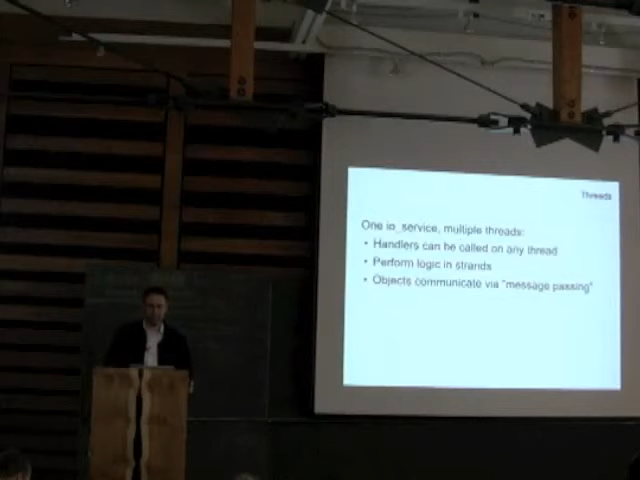 Threads
One io_service, multiple threads:
• Handlers can be called on any thread
• Perform logic in strands
• Objects communicate via "message passing"